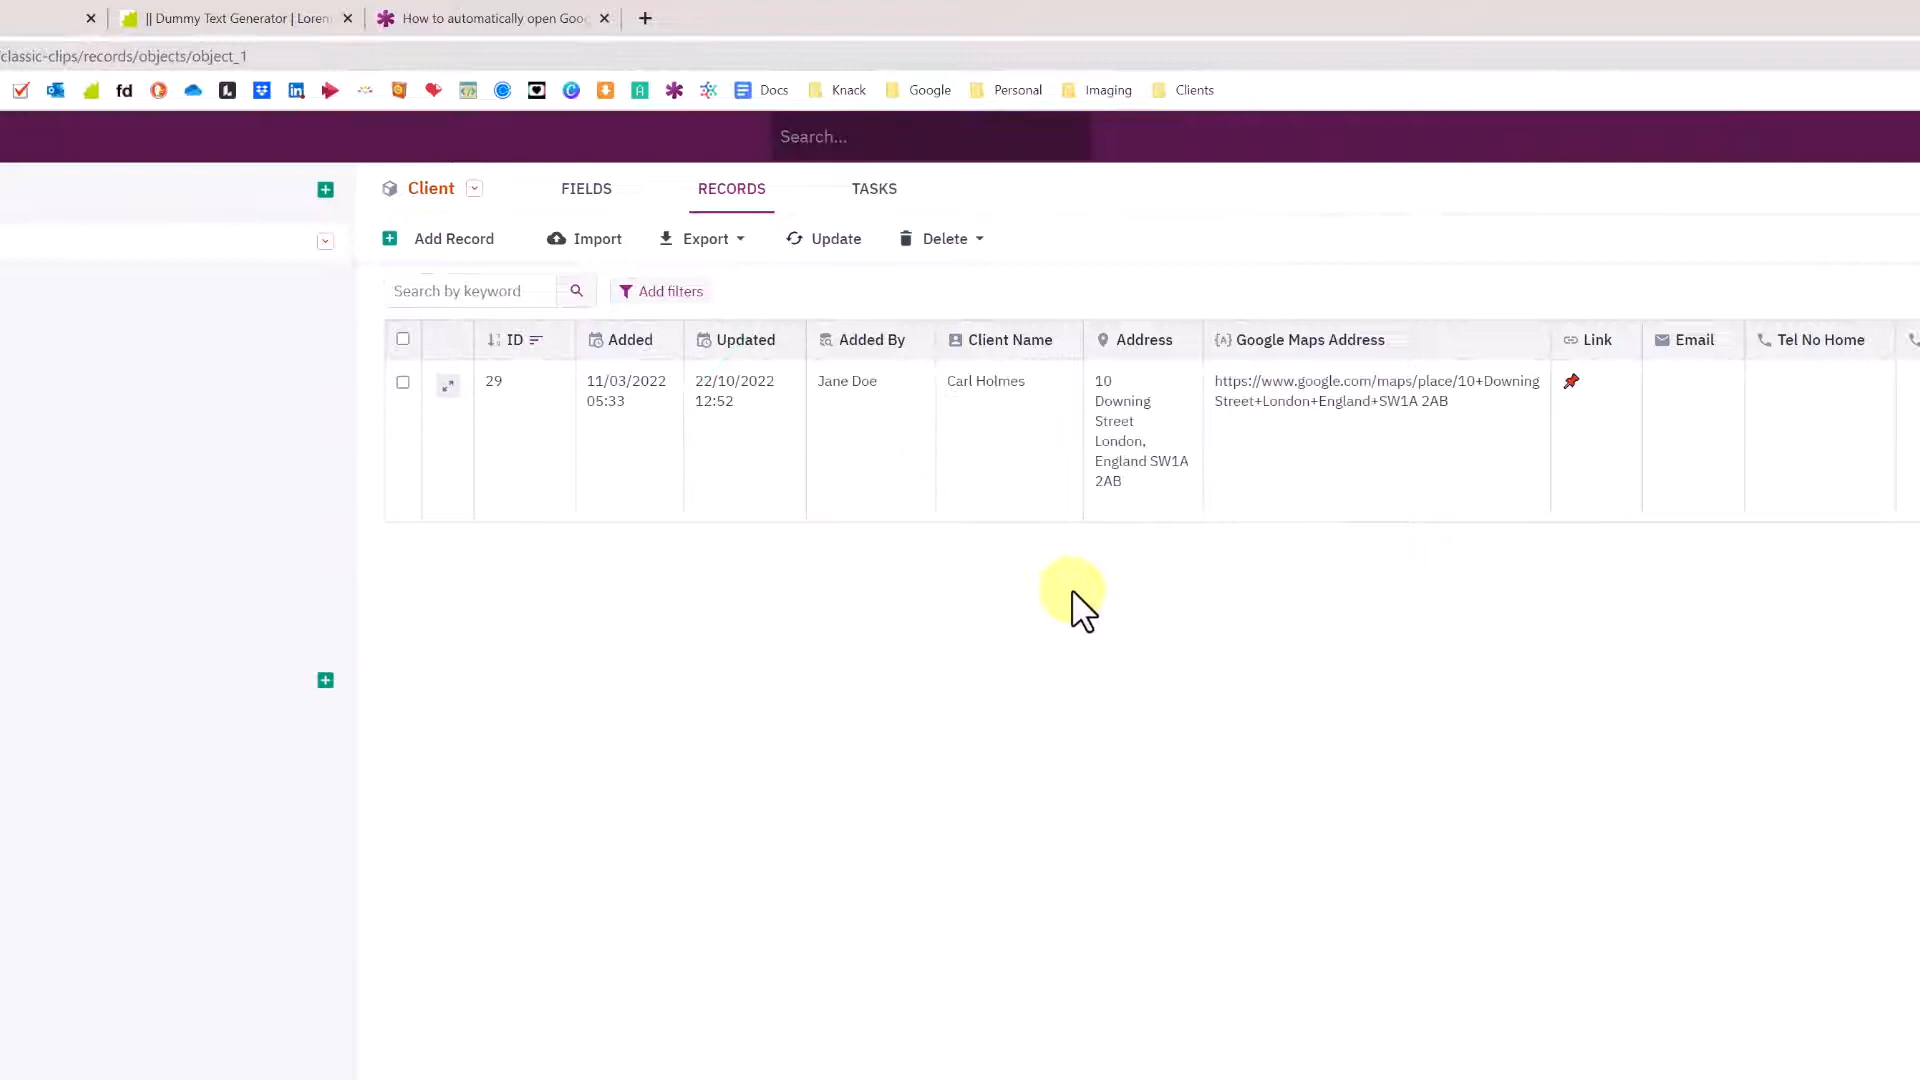 || Dummy Text Generator | Lorem
How to automatically open Goog
classic-clips/records/objects/object_1
fd
Docs
Knack
Google
Personal
Imaging
Clients
Search...
Client
FIELDS
RECORDS
TASKS
Add Record
Import
Export
Update
Delete
Search by keyword
Add filters
ID
Added
Updated
Added By
Client Name
Address
{A} Google Maps Address
Link
Email
Tel No Home
29
11/03/2022
05:33
22/10/2022
12:52
Jane Doe
Carl Holmes
10
Downing
Street
London,
England SW1A
2AB
https://www.google.com/maps/place/10+Downing
Street+London+England+SW1A 2AB